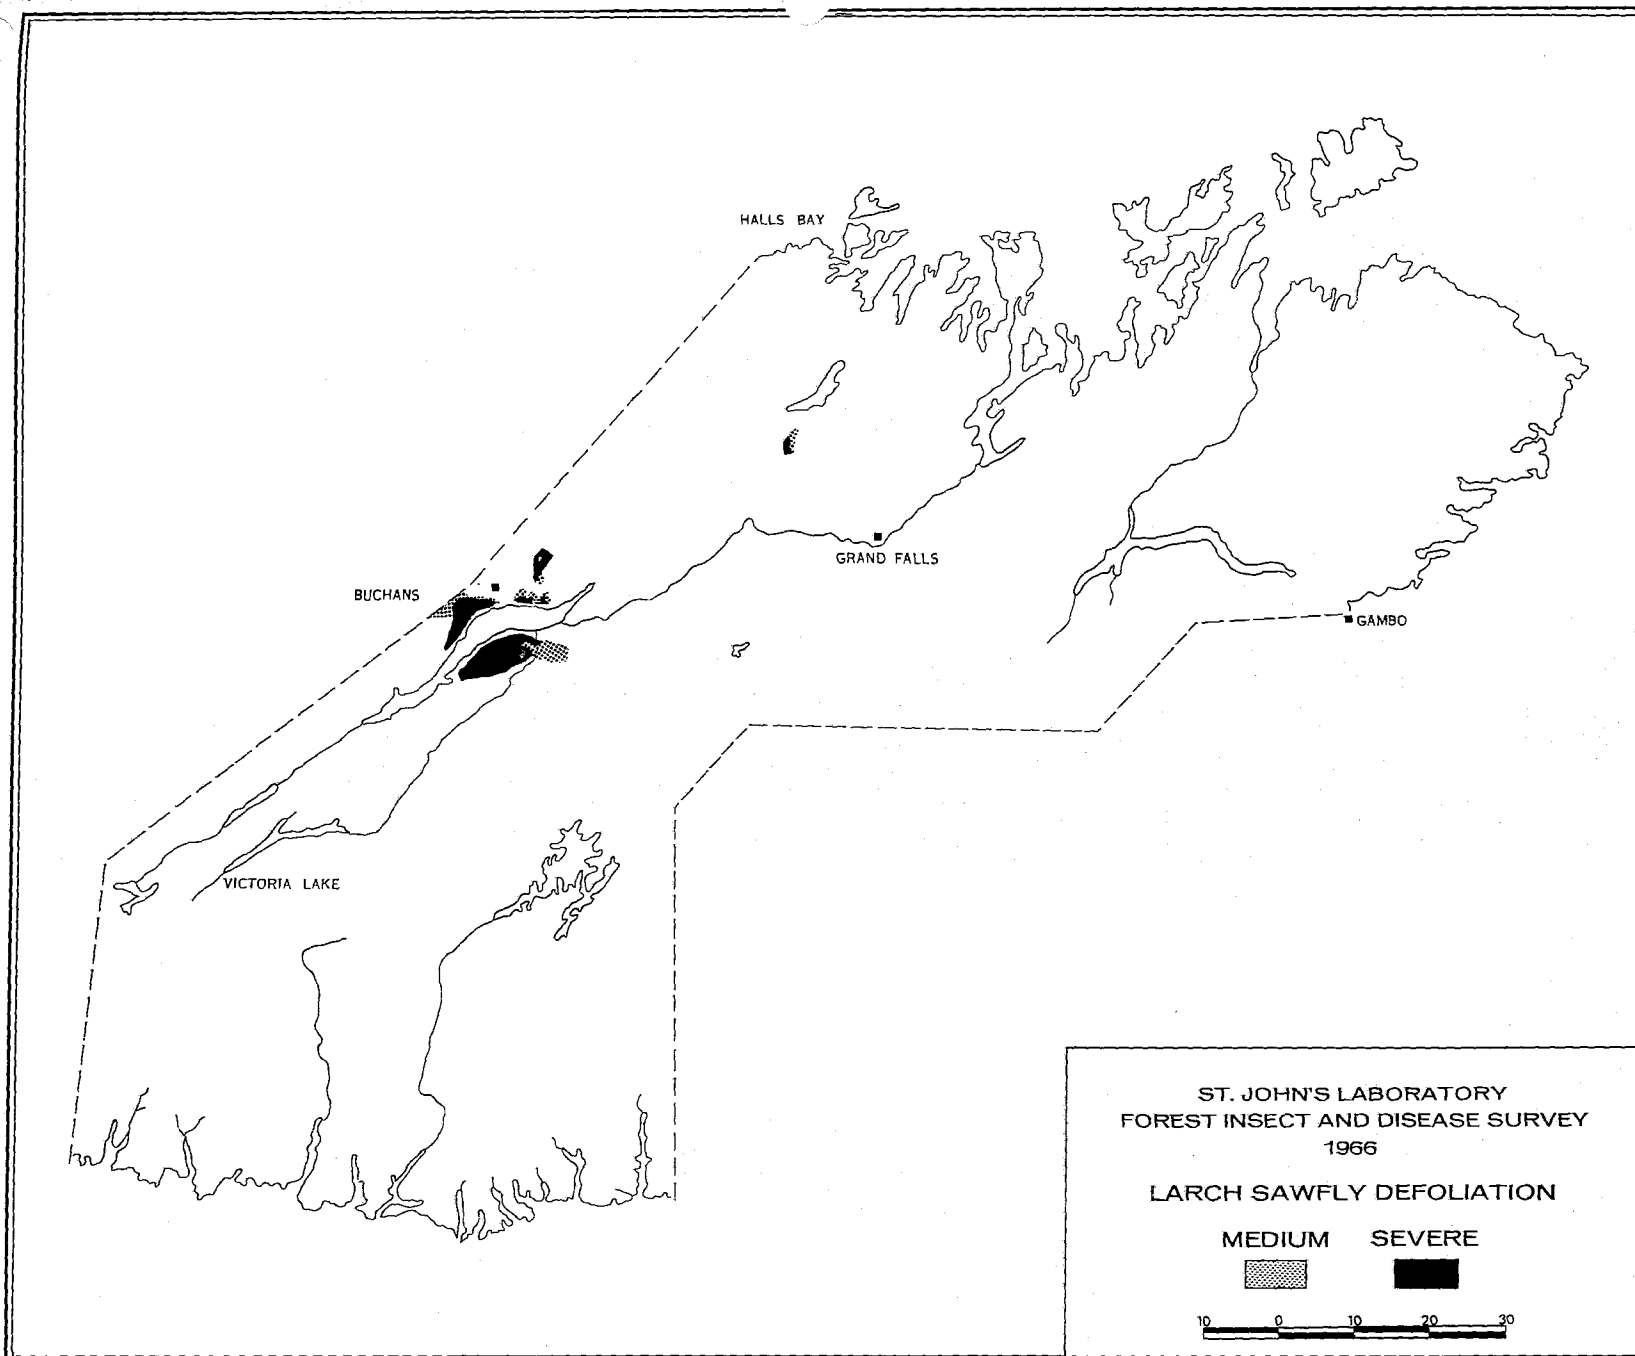 HALLS BAY
GRAND FALLS
BUCHANS
GAMBO
VICTORIA LAKE
ST. JOHN'S LABORATORY
FOREST INSECT AND DISEASE SURVEY
1966
LARCH SAWFLY DEFOLIATION
MEDIUM SEVERE
10 0 10 20 30